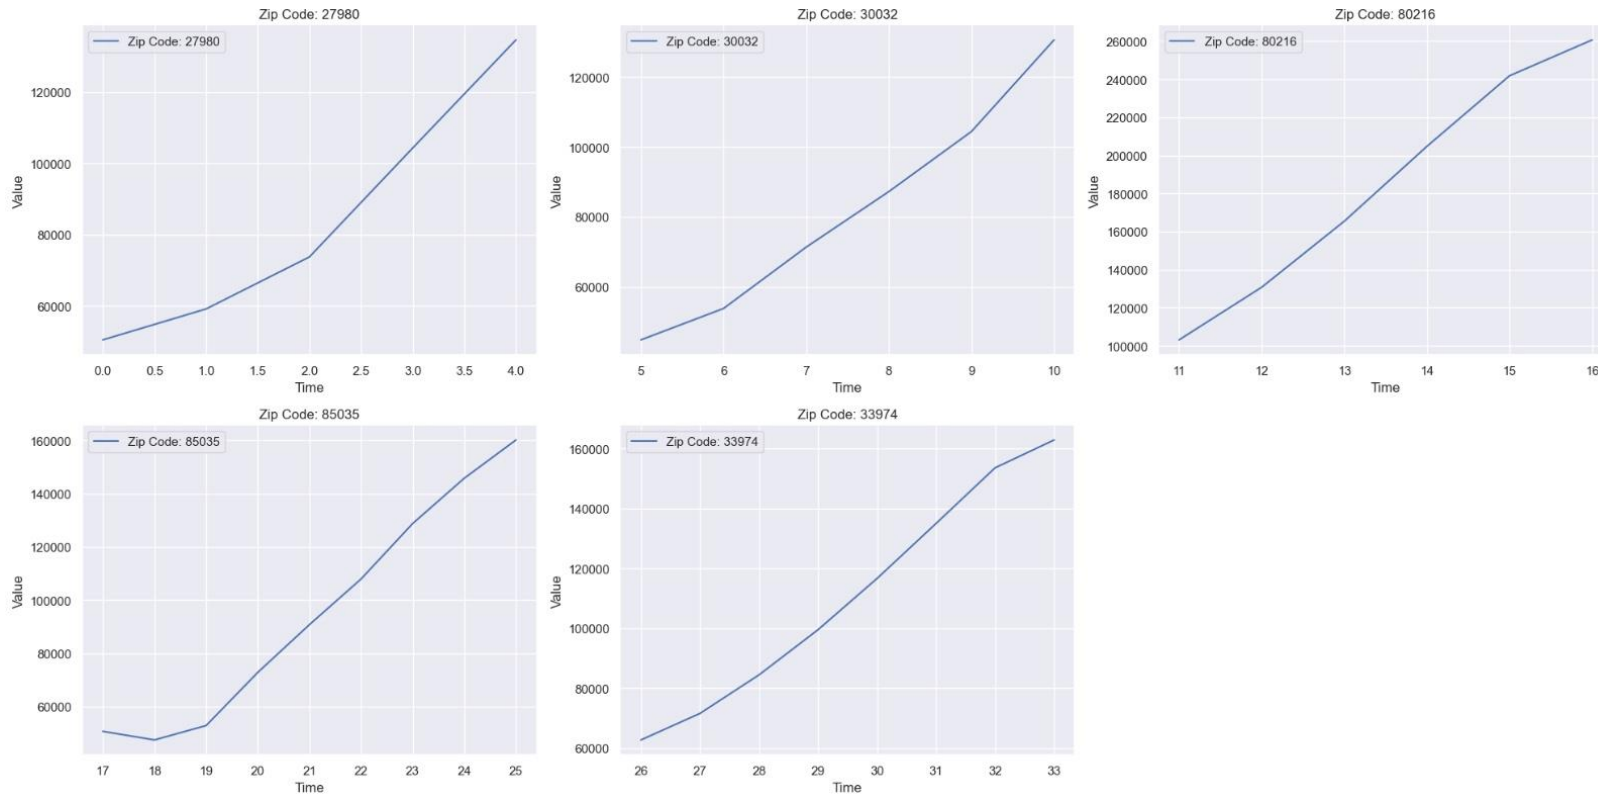 Zip Code: 27980
Zip Code: 27980
120000
100000
80000
60000
Value
0.0 0.5 1.0 1.5 2.0 2.5 3.0 3.5 4.0
Time
Zip Code: 30032
Zip Code: 30032
120000
100000
80000
60000
Value
5 6 7 8 9 10
Time
Zip Code: 80216
Zip Code: 80216
260000
240000
220000
200000
180000
160000
140000
120000
100000
Value
11 12 13 14 15 16
Time
Zip Code: 85035
Zip Code: 85035
160000
140000
120000
100000
80000
60000
Value
17 18 19 20 21 22 23 24 25
Time
Zip Code: 33974
Zip Code: 33974
160000
140000
120000
100000
80000
60000
Value
26 27 28 29 30 31 32 33
Time